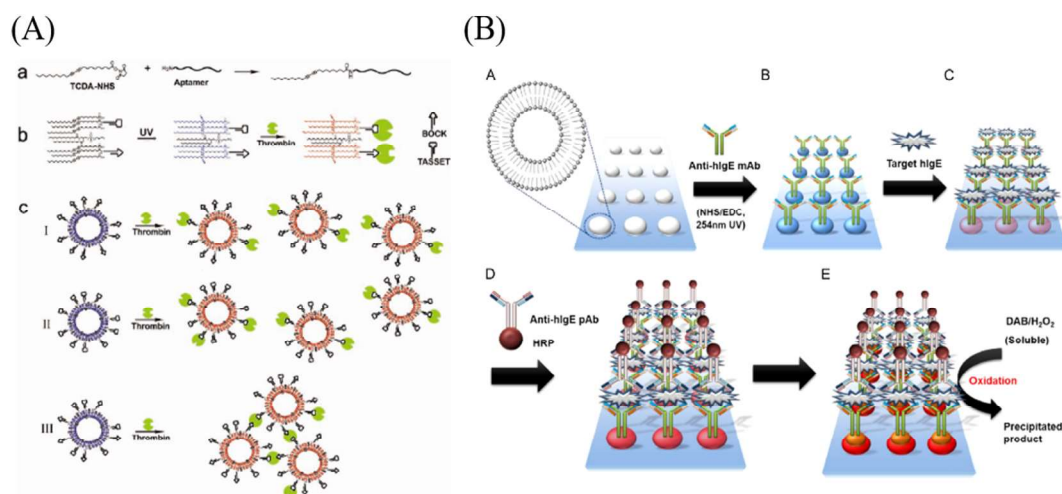 (A)
a
TCDA-NHS
+
H₂N
Aptamer
b
UV
Thrombin
BOCK
TASSET
c
I
Thrombin
II
Thrombin
III
Thrombin
(B)
A
Anti-hIgE mAb
(NHS/EDC,
254nm UV)
B
Target hIgE
C
D
Anti-hIgE pAb
HRP
E
DAB/H₂O₂
(Soluble)
Oxidation
Precipitated
product